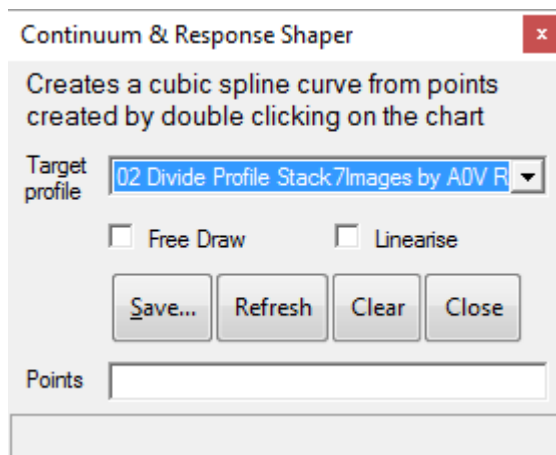 Continuum & Response Shaper
x
Creates a cubic spline curve from points
created by double clicking on the chart
Target
profile
02 Divide Profile Stack7Images by A0V R
Free Draw
Linearise
Save... Refresh Clear Close
Points